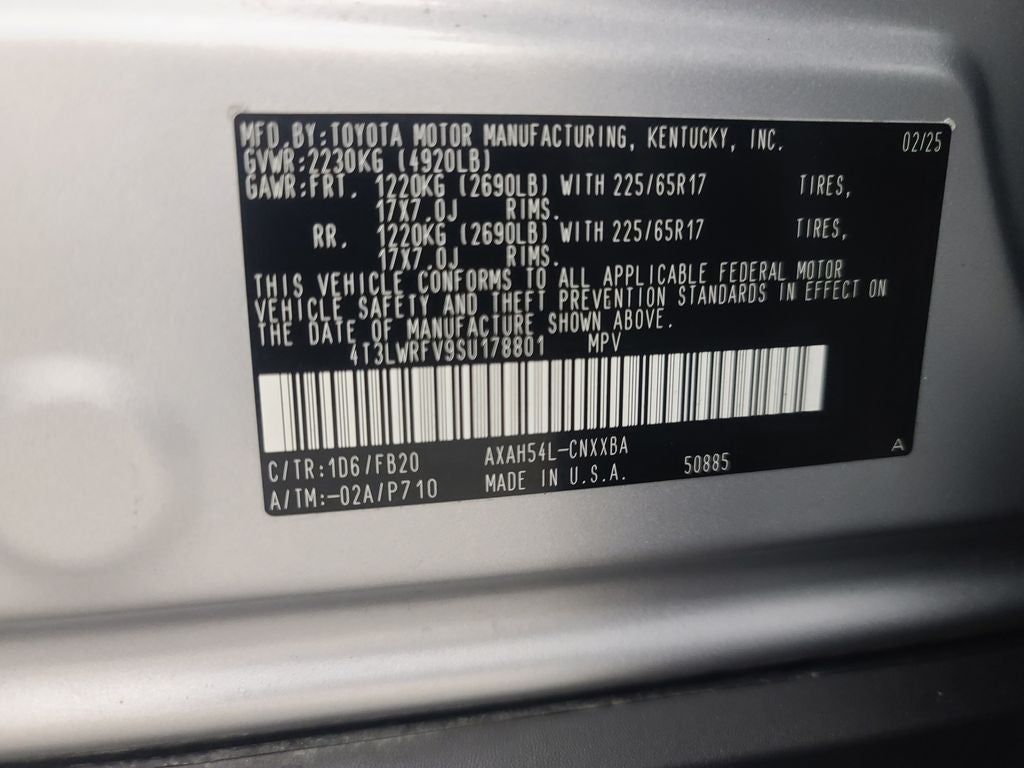 MFD.BY:TOYOTA MOTOR MANUFACTURING, KENTUCKY, INC. 02/25
GVWR:2230KG (4920LB)
GAWR:FRT. 1220KG (2690LB) WITH 225/65R17 TIRES,
17X7.0J RIMS.
RR. 1220KG (2690LB) WITH 225/65R17 TIRES,
17X7.0J RIMS.
THIS VEHICLE CONFORMS TO ALL APPLICABLE FEDERAL MOTOR
VEHICLE SAFETY AND THEFT PREVENTION STANDARDS IN EFFECT ON
THE DATE OF MANUFACTURE SHOWN ABOVE.
4T3LWRFV9SU178801 MPV
C/TR:1D6/FB20 AXAH54L-CNXXBA 50885 A
A/TM:-02A/P710 MADE IN U.S.A.